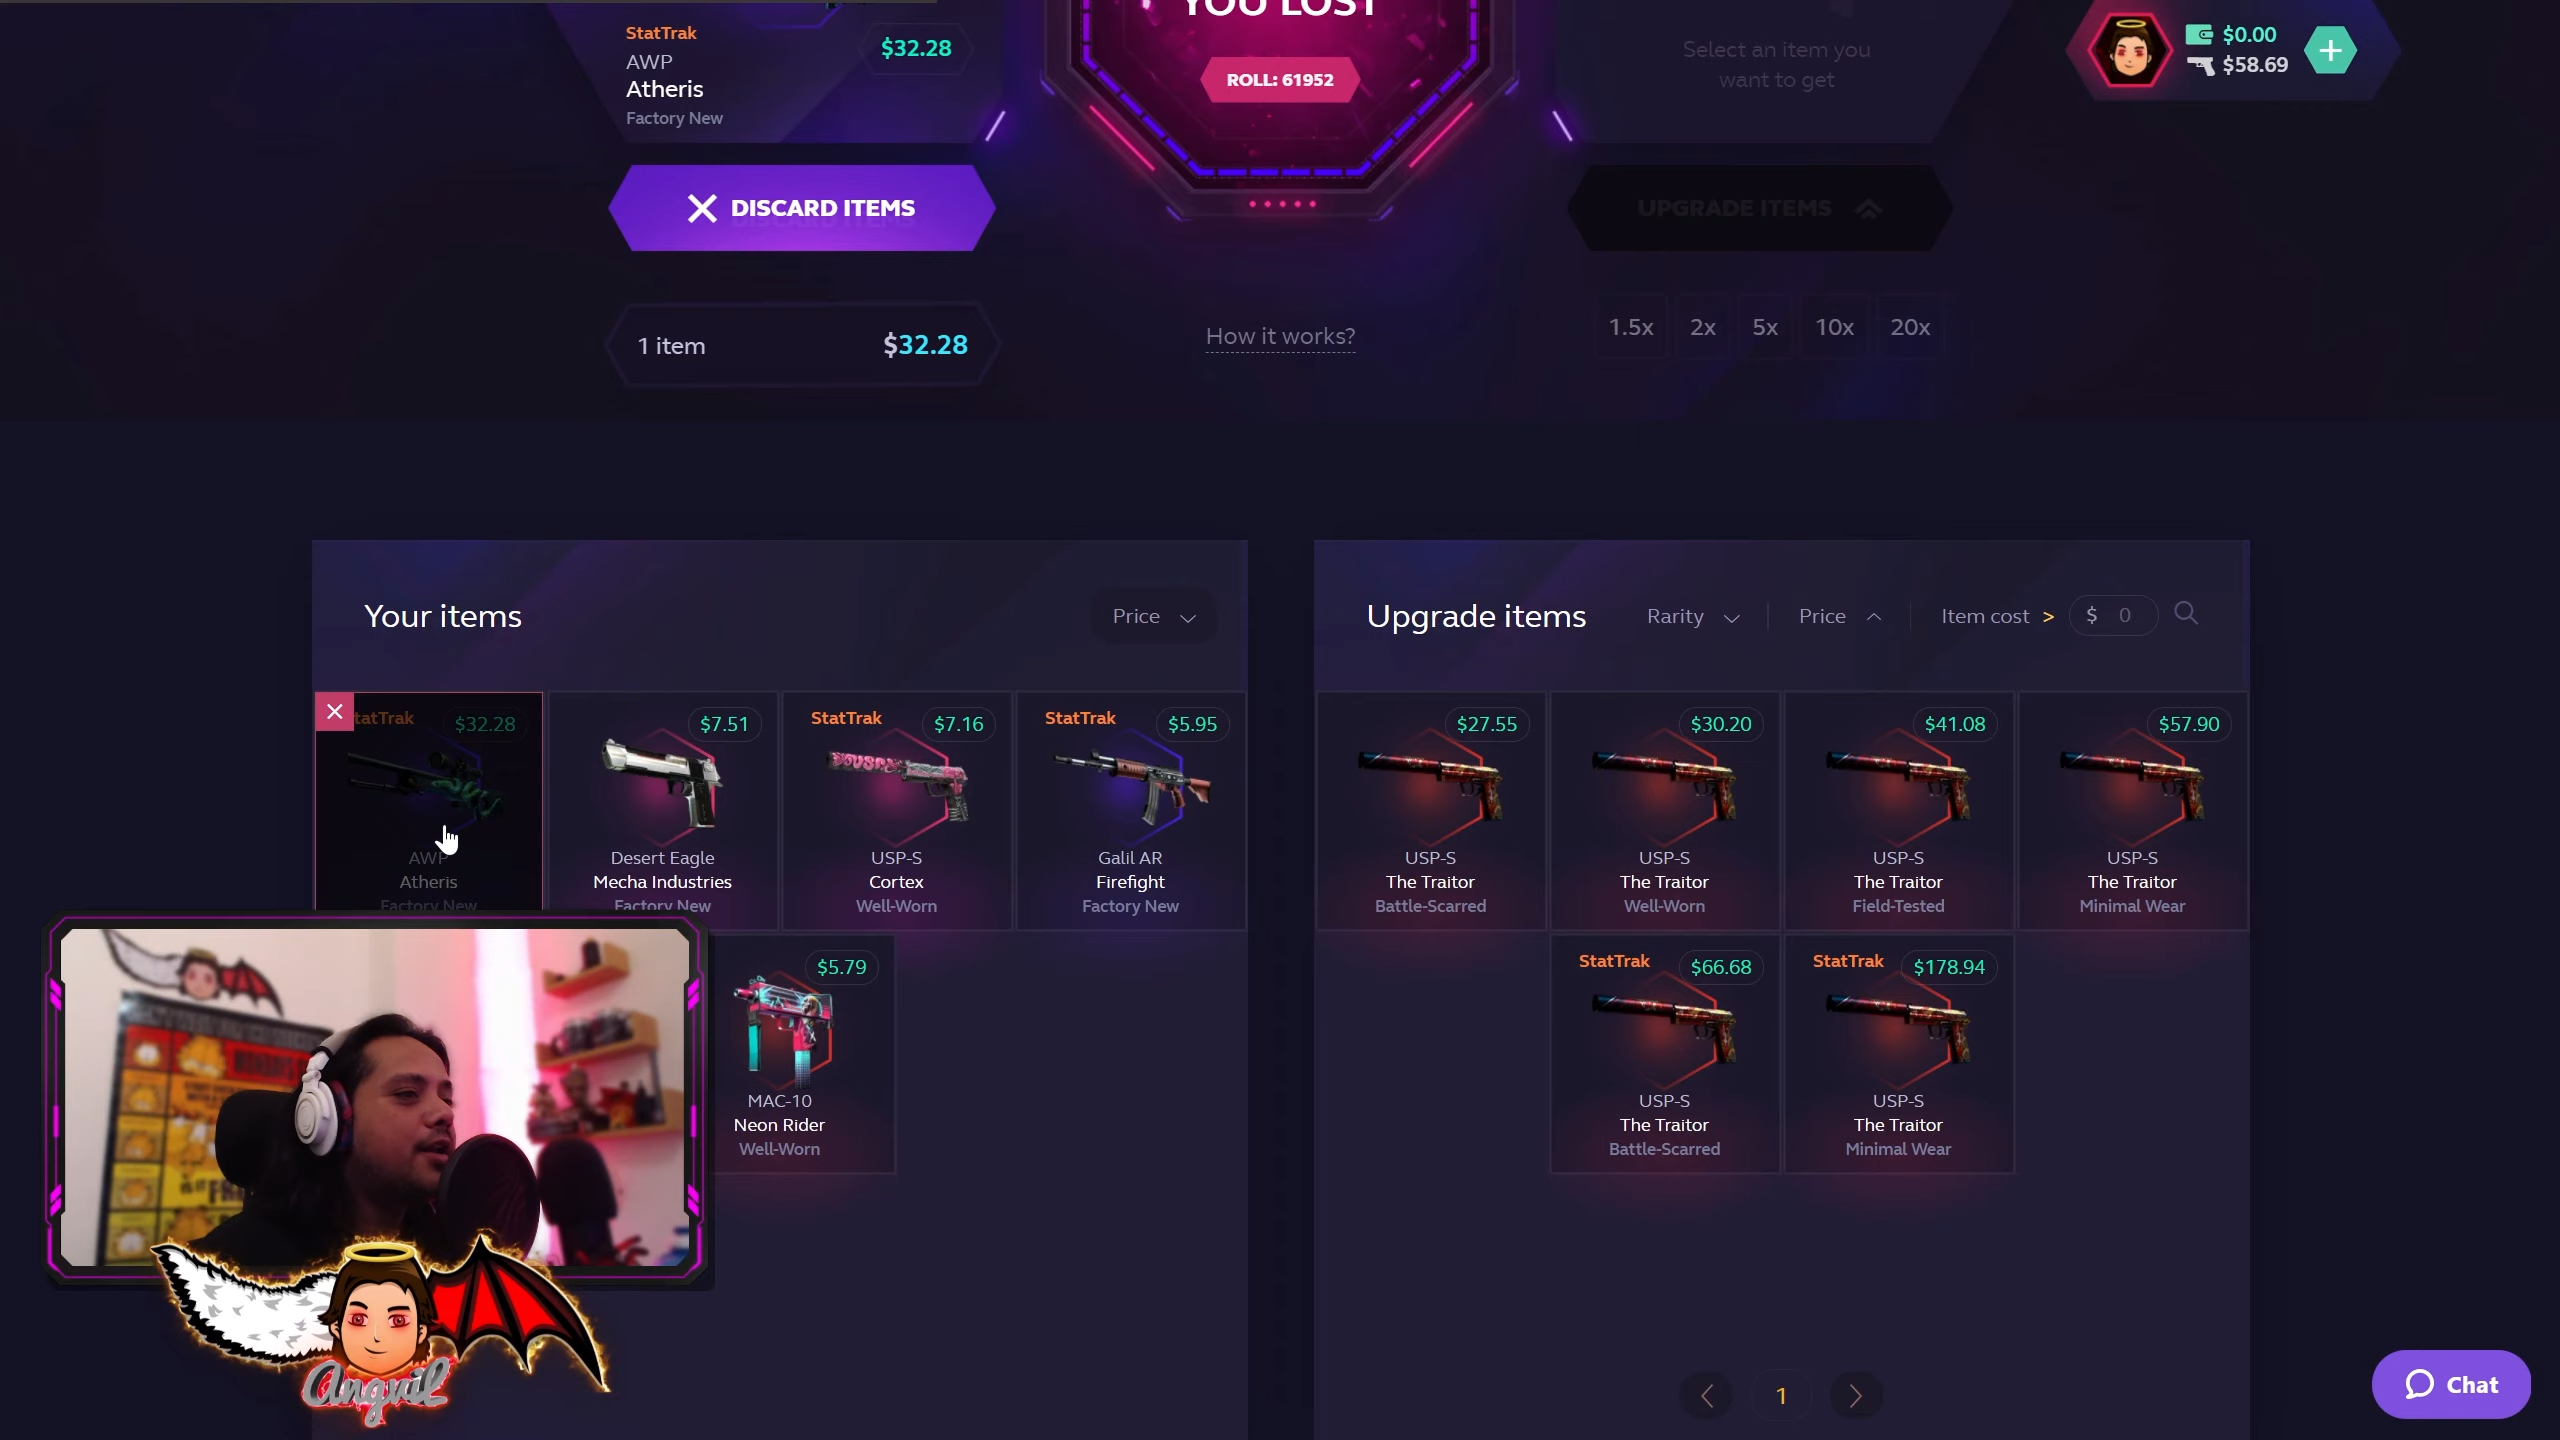 YOU LOST
ROLL: 61952
StatTrak
AWP
Atheris
Factory New
$32.28
Select an item you
want to get
$0.00
$58.69
DISCARD ITEMS
UPGRADE ITEMS
1 item
$32.28
How it works?
1.5x
2x
5x
10x
20x
Your items
Price
Upgrade items
Rarity
Price
Item cost >
$ 0
StatTrak
$32.28
AWP
Atheris
Factory New
$7.51
Desert Eagle
Mecha Industries
Factory New
StatTrak
$7.16
USP-S
Cortex
Well-Worn
StatTrak
$5.95
Galil AR
Firefight
Factory New
$5.79
MAC-10
Neon Rider
Well-Worn
$27.55
USP-S
The Traitor
Battle-Scarred
$30.20
USP-S
The Traitor
Well-Worn
$41.08
USP-S
The Traitor
Field-Tested
$57.90
USP-S
The Traitor
Minimal Wear
StatTrak
$66.68
USP-S
The Traitor
Battle-Scarred
StatTrak
$178.94
USP-S
The Traitor
Minimal Wear
1
Chat
Angvil